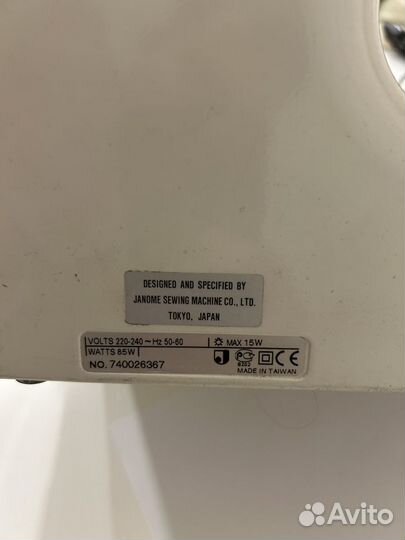 DESIGNED AND SPECIFIED BY
JANOME SEWING MACHINE CO., LTD.
TOKYO, JAPAN
VOLTS 220-240 ~ Hz 50-60
MAX 15W
WATTS 85W
NO. 740026367
J
CE
MADE IN TAIWAN
Avito